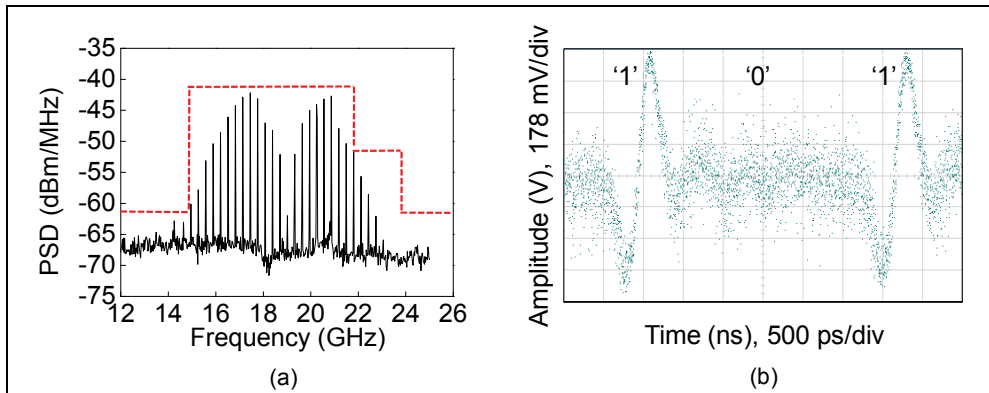 -35
-40
-45
-50
-55
-60
-65
-70
-75
PSD (dBm/MHz)
12 14 16 18 20 22 24 26
Frequency (GHz)
(a)
‘1’ ‘0’ ‘1’
Amplitude (V), 178 mV/div
Time (ns), 500 ps/div
(b)